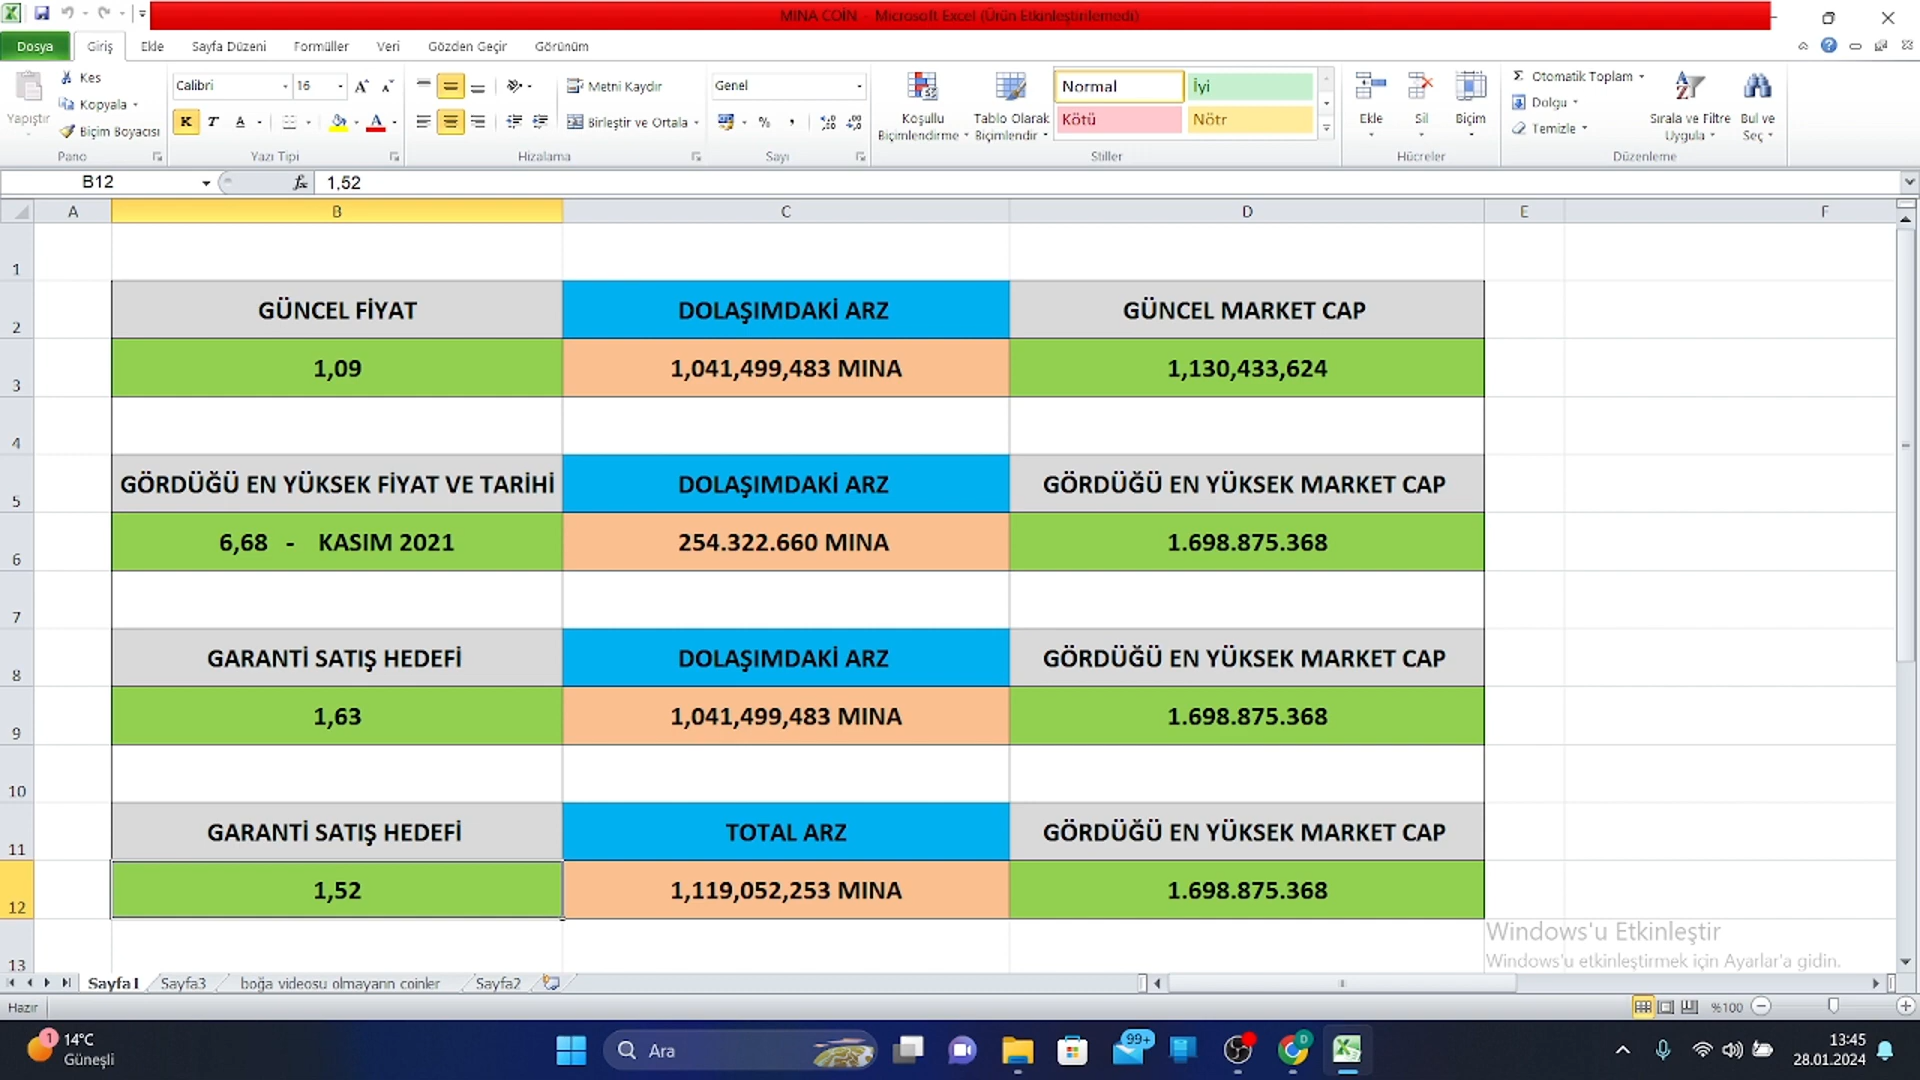 MINA COİN - Microsoft Excel (Ürün Etkinleştirilemedi)
Dosya Giriş Ekle Sayfa Düzeni Formüller Veri Gözden Geçir Görünüm
Yapıştır
Kes
Kopyala
Biçim Boyacısı
Pano
Calibri 16
K T A
Yazı Tipi
Metni Kaydır
Birleştir ve Ortala
Hizalama
Genel
%
Sayı
Koşullu Biçimlendirme
Tablo Olarak Biçimlendir
Normal İyi
Kötü Nötr
Stiller
Ekle Sil Biçim
Hücreler
Σ Otomatik Toplam
Dolgu
Temizle
Sırala ve Filtre Uygula
Bul ve Seç
Düzenleme
B12 fx 1,52
A B C D E F
1
2 GÜNCEL FİYAT DOLAŞIMDAKİ ARZ GÜNCEL MARKET CAP
3 1,09 1,041,499,483 MINA 1,130,433,624
4
5 GÖRDÜĞÜ EN YÜKSEK FİYAT VE TARİHİ DOLAŞIMDAKİ ARZ GÖRDÜĞÜ EN YÜKSEK MARKET CAP
6 6,68 - KASIM 2021 254.322.660 MINA 1.698.875.368
7
8 GARANTİ SATIŞ HEDEFİ DOLAŞIMDAKİ ARZ GÖRDÜĞÜ EN YÜKSEK MARKET CAP
9 1,63 1,041,499,483 MINA 1.698.875.368
10
11 GARANTİ SATIŞ HEDEFİ TOTAL ARZ GÖRDÜĞÜ EN YÜKSEK MARKET CAP
12 1,52 1,119,052,253 MINA 1.698.875.368
13
Windows'u Etkinleştir
Windows'u etkinleştirmek için Ayarlar'a gidin.
Sayfa1 Sayfa3 boğa videosu olmayann coinler Sayfa2
Hazır %100
1 14°C
Güneşli
Ara
99+
D
13:45
28.01.2024